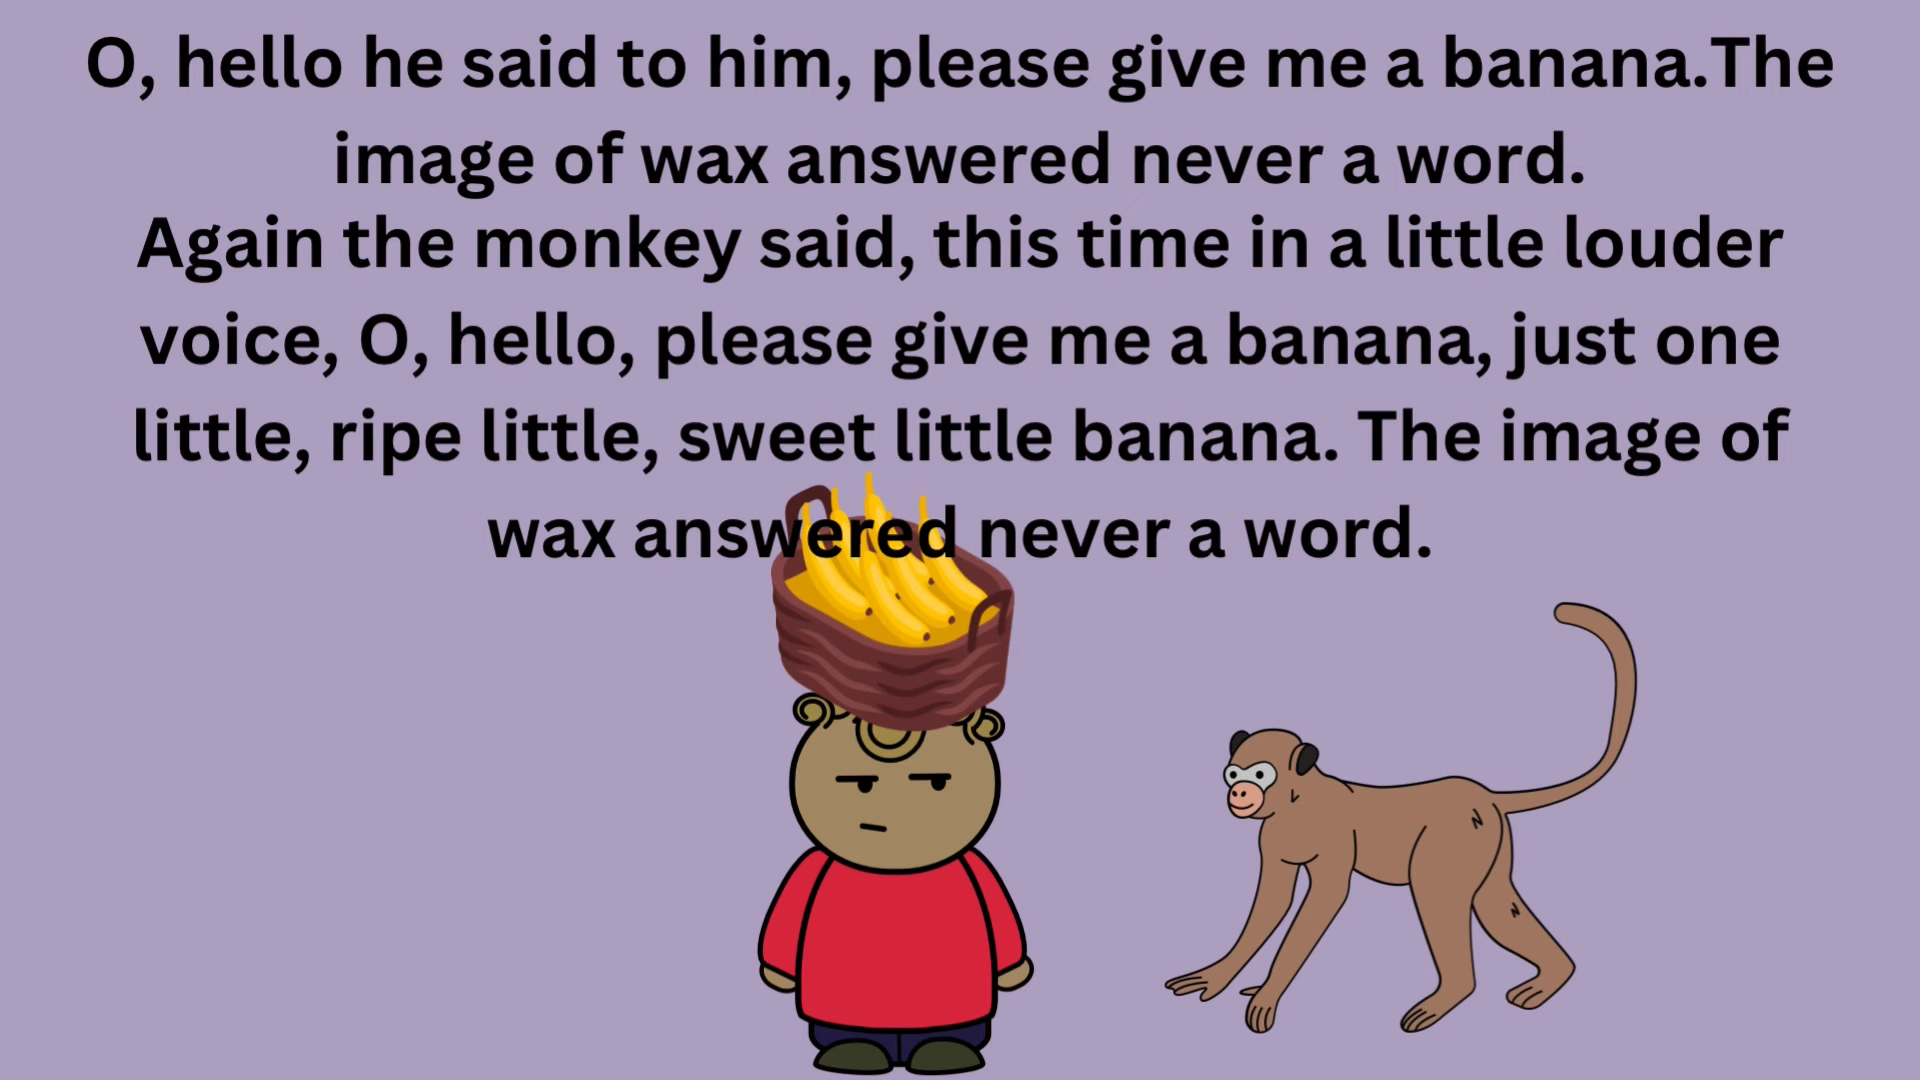 O, hello he said to him, please give me a banana.The
image of wax answered never a word.
Again the monkey said, this time in a little louder
voice, O, hello, please give me a banana, just one
little, ripe little, sweet little banana. The image of
wax answered never a word.